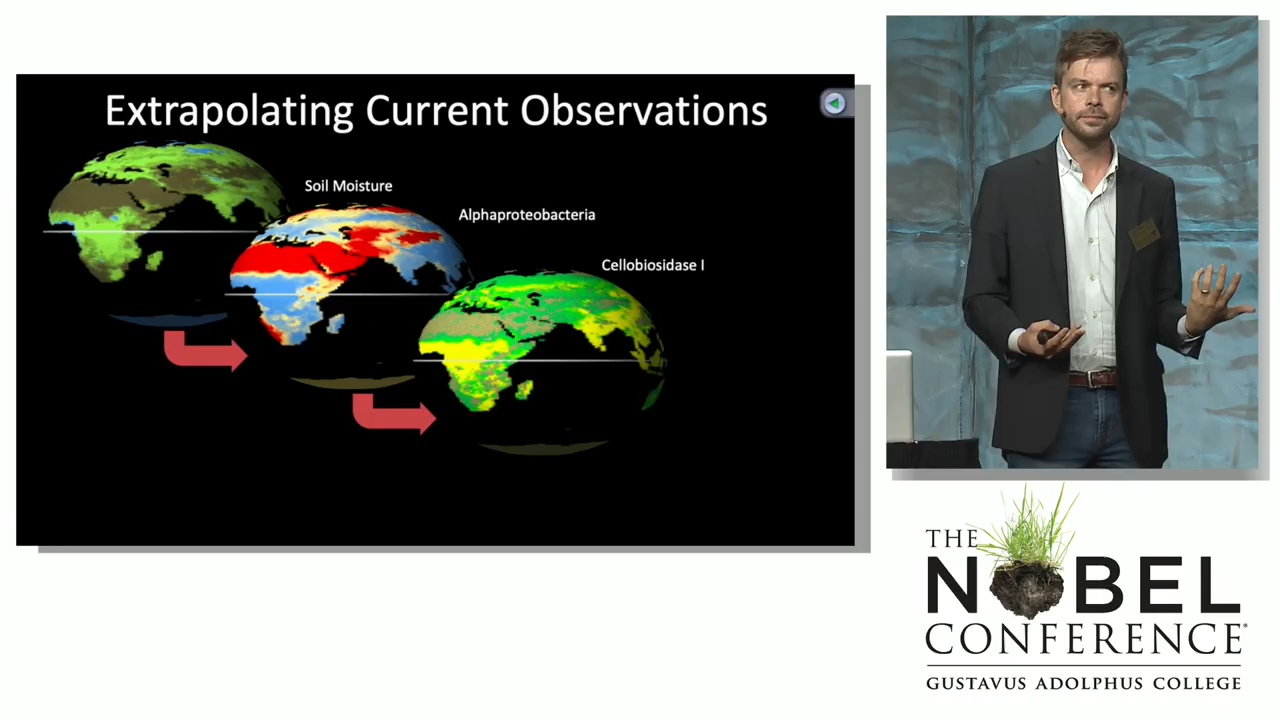 Extrapolating Current Observations
Soil Moisture
Alphaproteobacteria
Cellobiosidase I
THE
NOBEL
CONFERENCE®
GUSTAVUS ADOLPHUS COLLEGE